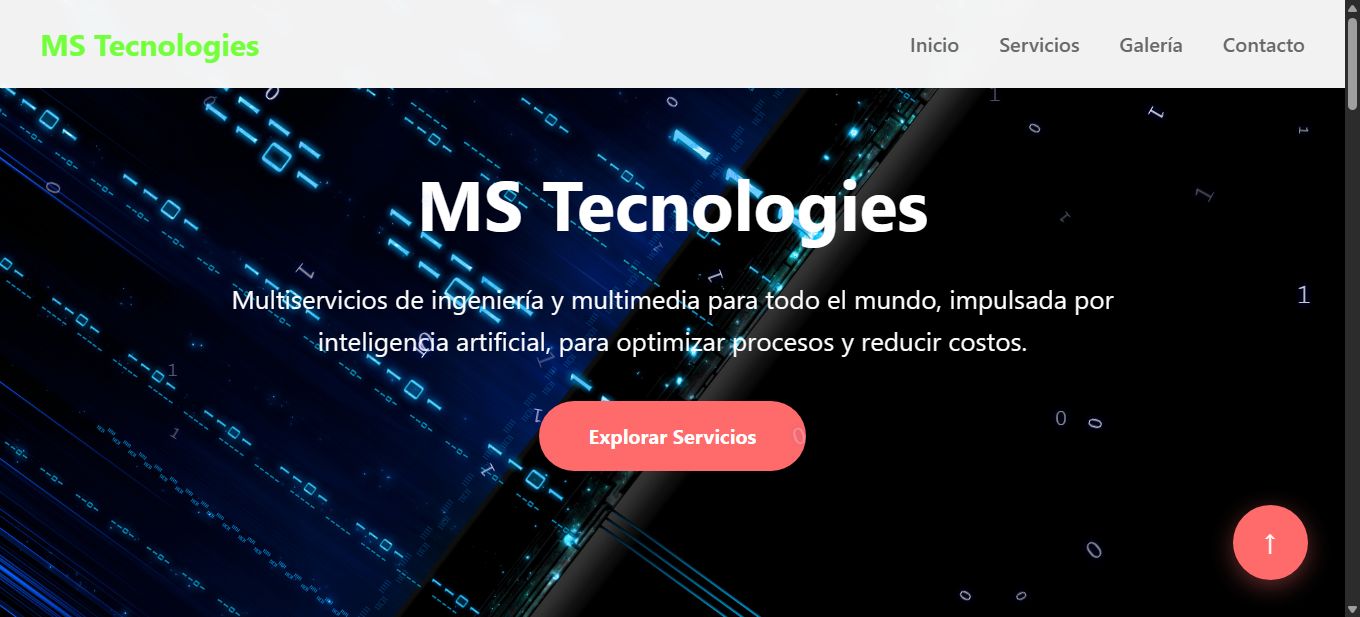 MS Tecnologies
Inicio Servicios Galería Contacto
MS Tecnologies
Multiservicios de ingeniería y multimedia para todo el mundo, impulsada por
inteligencia artificial, para optimizar procesos y reducir costos.
Explorar Servicios
↑